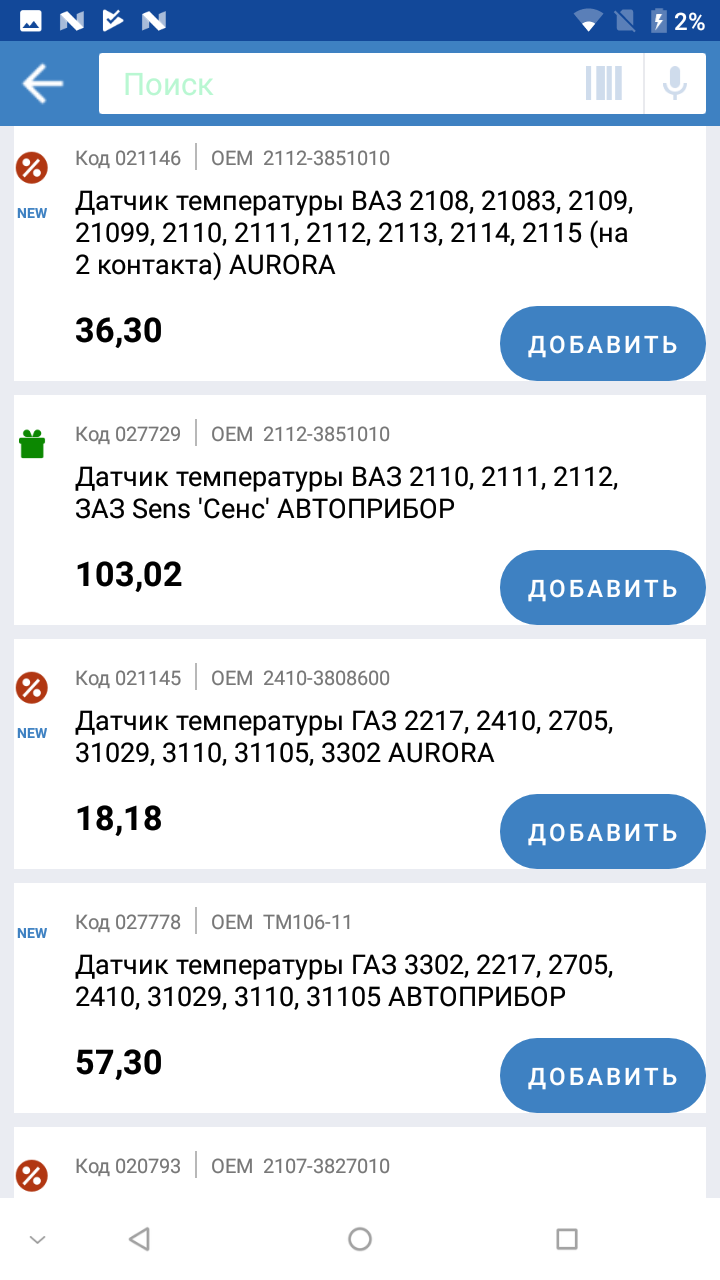 2%
Поиск
Код 021146 OEM 2112-3851010
NEW
Датчик температуры ВАЗ 2108, 21083, 2109,
21099, 2110, 2111, 2112, 2113, 2114, 2115 (на
2 контакта) AURORA
36,30
ДОБАВИТЬ
Код 027729 OEM 2112-3851010
Датчик температуры ВАЗ 2110, 2111, 2112,
ЗАЗ Sens 'Сенс' АВТОПРИБОР
103,02
ДОБАВИТЬ
Код 021145 OEM 2410-3808600
NEW
Датчик температуры ГАЗ 2217, 2410, 2705,
31029, 3110, 31105, 3302 AURORA
18,18
ДОБАВИТЬ
Код 027778 OEM ТМ106-11
NEW
Датчик температуры ГАЗ 3302, 2217, 2705,
2410, 31029, 3110, 31105 АВТОПРИБОР
57,30
ДОБАВИТЬ
Код 020793 OEM 2107-3827010